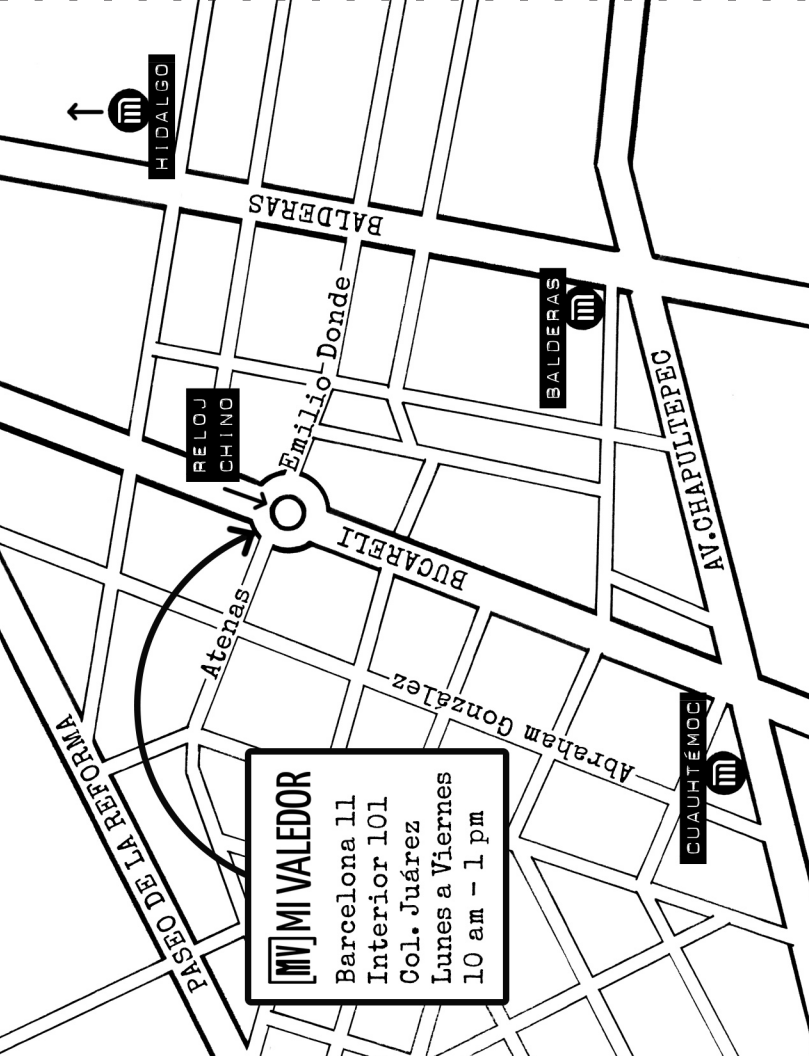 HIDALGO
BALDERAS
Emilio Donde
BALDERAS
RELOJ
CHINO
AV.CHAPULTEPEC
BUCARELI
Atenas
Abraham González
PASEO DE LA REFORMA
CUAUHTÉMOC
[MV] MI VALEDOR
Barcelona 11
Interior 101
Col. Juárez
Lunes a Viernes
10 am - 1 pm